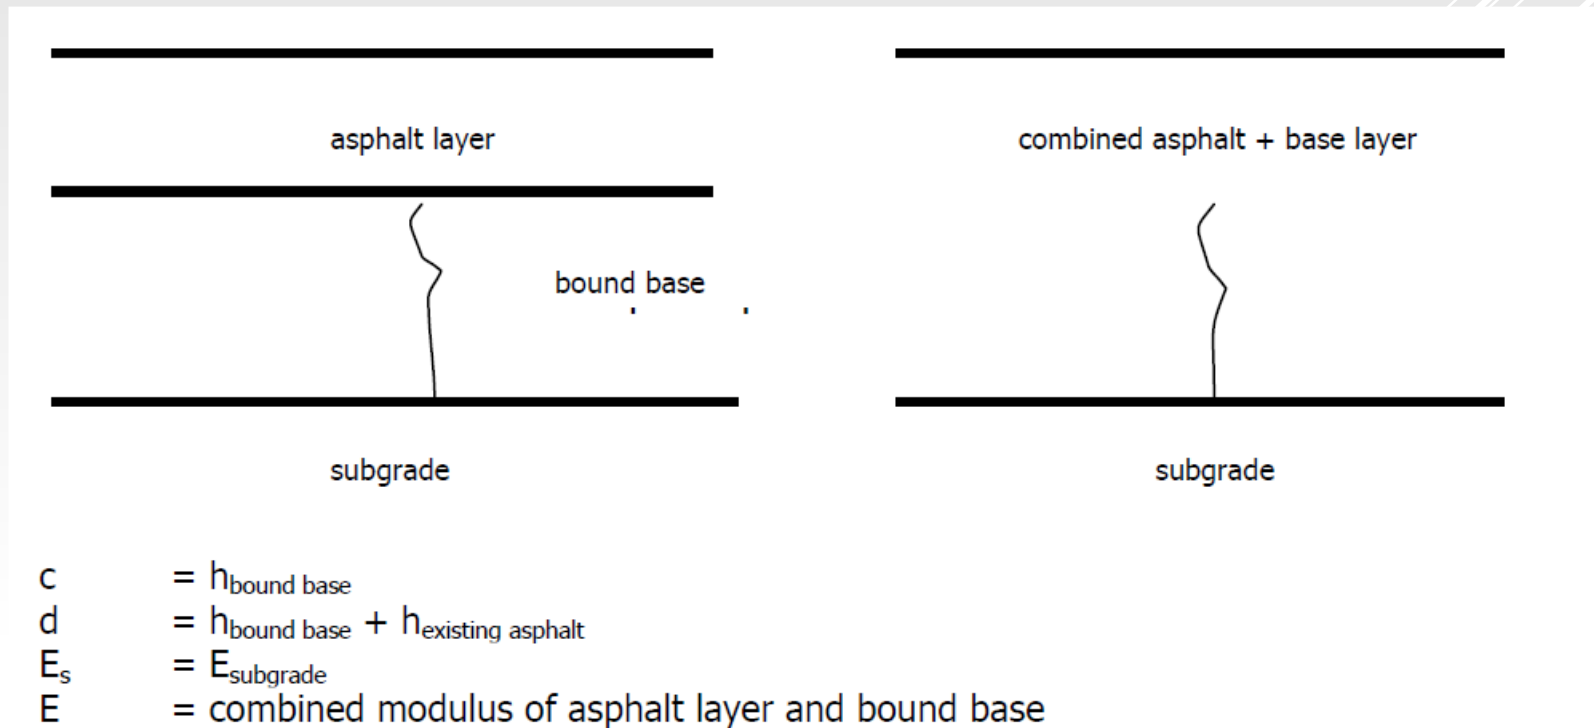 asphalt layer
combined asphalt + base layer
bound base
subgrade
subgrade
c = hbound base
d = hbound base + hexisting asphalt
Es = Esubgrade
E = combined modulus of asphalt layer and bound base